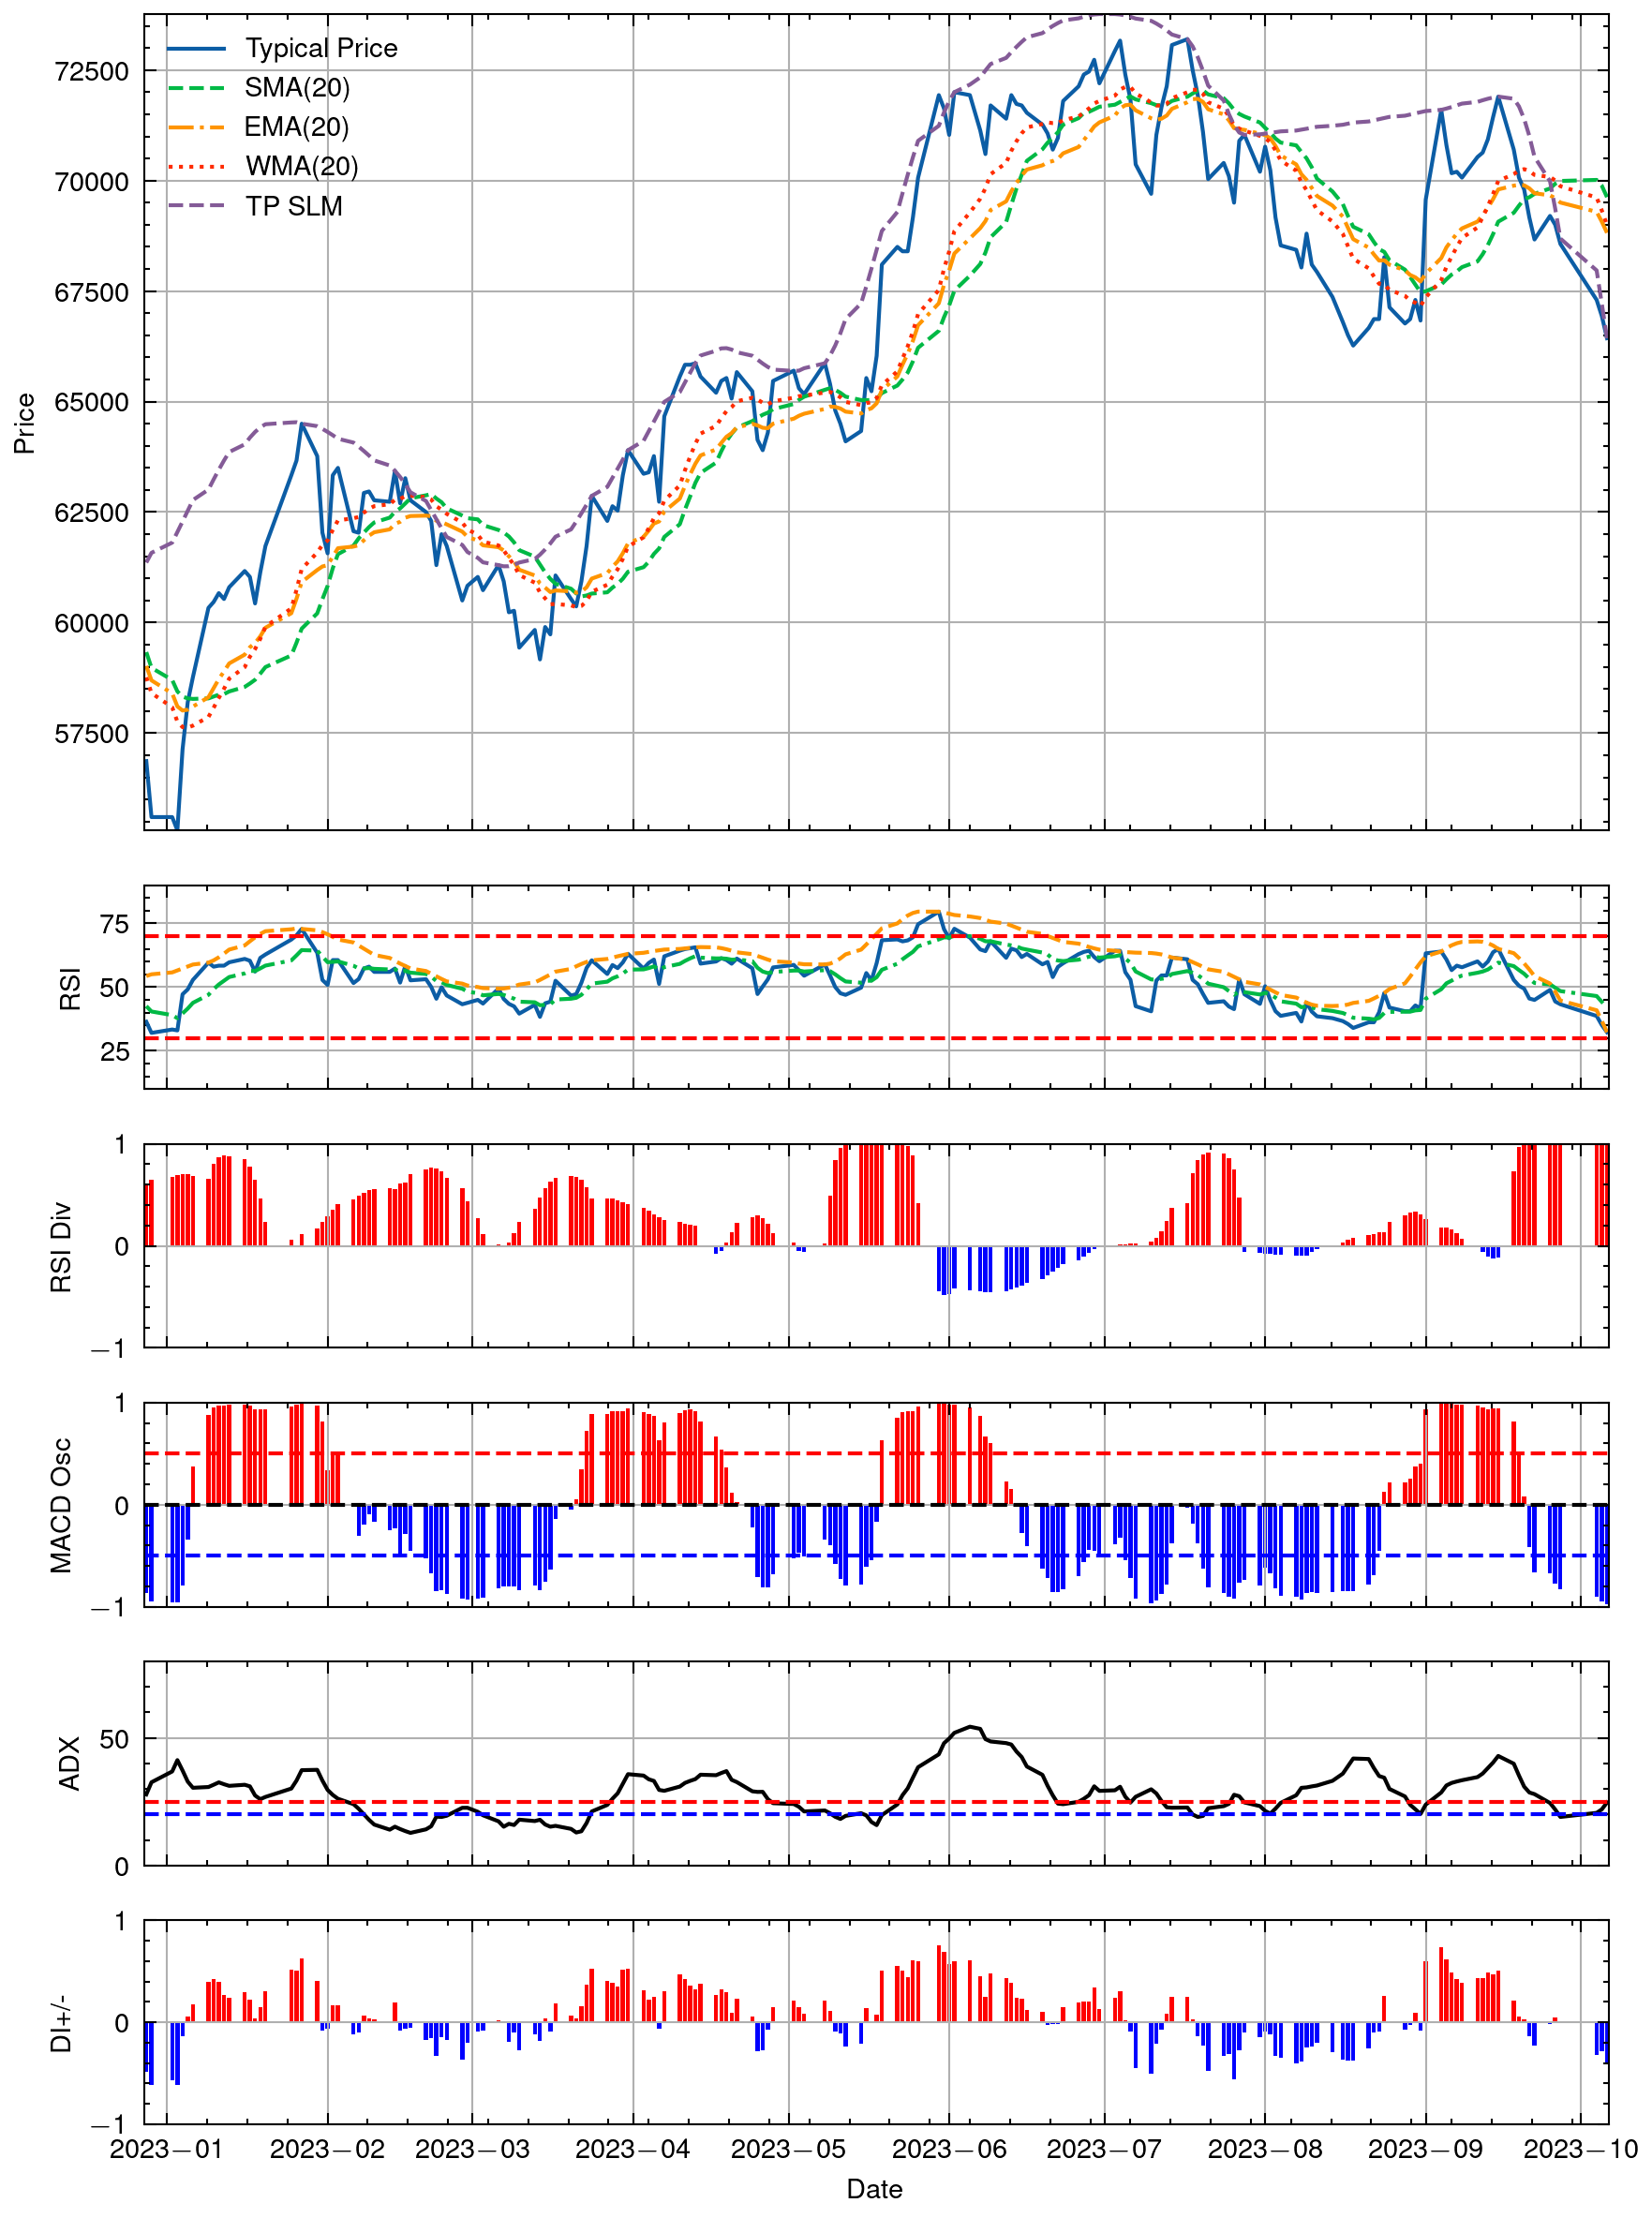 Typical Price
SMA(20)
EMA(20)
WMA(20)
TP SLM
72500
70000
67500
65000
62500
60000
57500
Price
75
50
25
RSI
1
0
−1
RSI Div
1
0
−1
MACD Osc
50
0
ADX
1
0
−1
DI+/-
2023−01 2023−02 2023−03 2023−04 2023−05 2023−06 2023−07 2023−08 2023−09 2023−10
Date